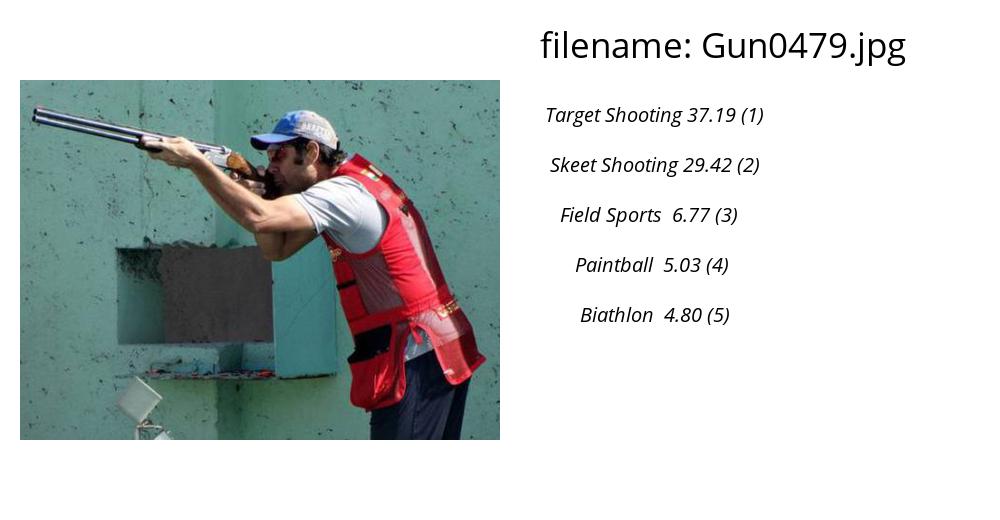 filename: Gun0479.jpg
Target Shooting 37.19 (1)
Skeet Shooting 29.42 (2)
Field Sports 6.77 (3)
Paintball 5.03 (4)
Biathlon 4.80 (5)